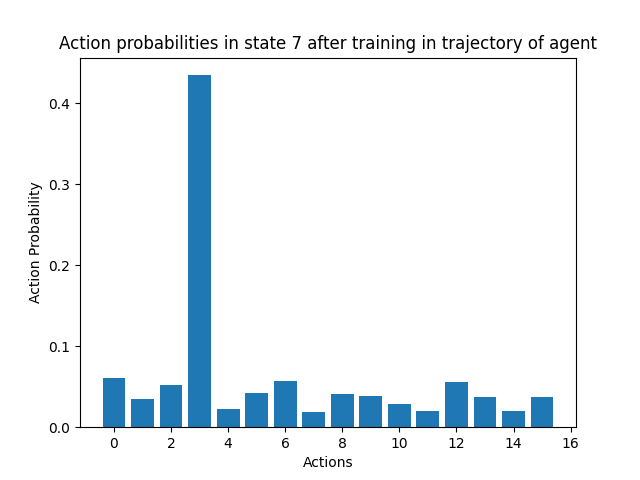 Action probabilities in state 7 after training in trajectory of agent
0.4
0.3
0.2
0.1
0.0
Action Probability
0 2 4 6 8 10 12 14 16
Actions